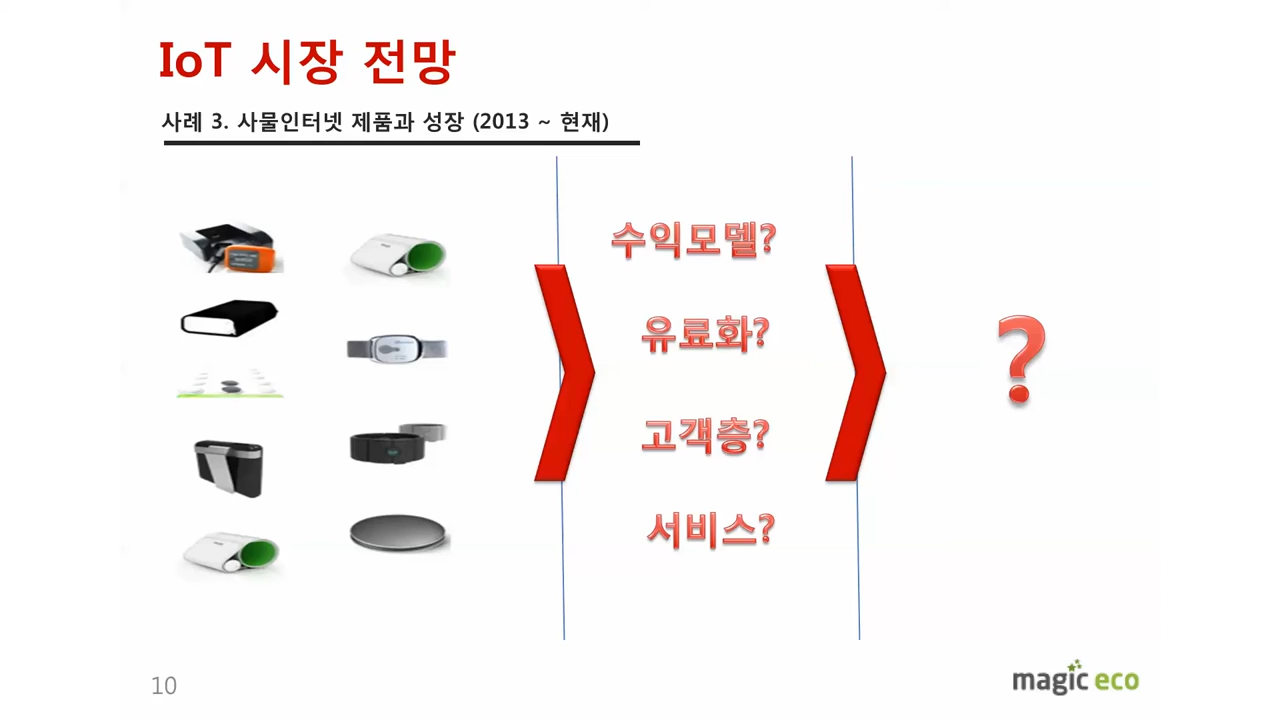 IoT 시장 전망
사례 3. 사물인터넷 제품과 성장 (2013 ~ 현재)
수익모델?
유료화?
고객층?
서비스?
?
10
magic eco